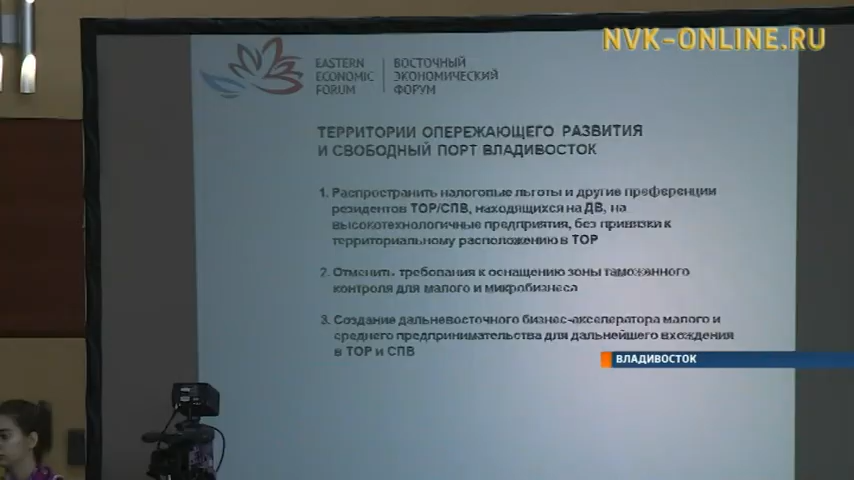 NVK-ONLINE.RU
EASTERN
ECONOMIC
FORUM
ВОСТОЧНЫЙ
ЭКОНОМИЧЕСКИЙ
ФОРУМ
ТЕРРИТОРИИ ОПЕРЕЖАЮЩЕГО РАЗВИТИЯ
И СВОБОДНЫЙ ПОРТ ВЛАДИВОСТОК
1. Распространить налоговые льготы и другие преференции
резидентов ТОР/СПВ, находящихся на ДВ, на
высокотехнологичные предприятия, без привязки к
территориальному расположению в ТОР
2. Отменить требования к оснащению зоны таможенного
контроля для малого и микробизнеса
3. Создание дальневосточного бизнес-акселератора малого и
среднего предпринимательства для дальнейшего вхождения
в ТОР и СПВ
ВЛАДИВОСТОК